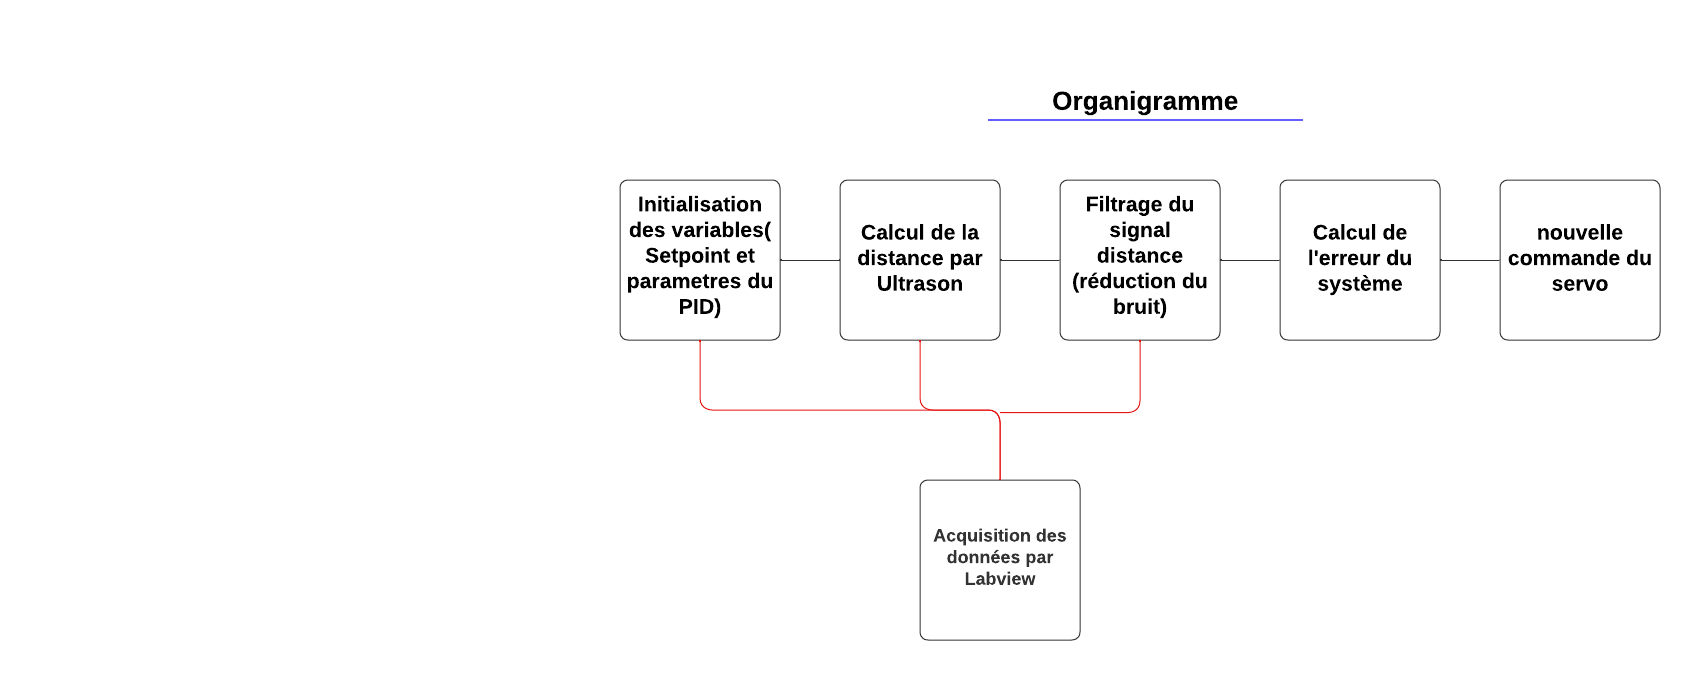 Organigramme
Initialisation
des variables(
Setpoint et
parametres du
PID)
Calcul de la
distance par
Ultrason
Filtrage du
signal
distance
(réduction du
bruit)
Calcul de
l'erreur du
système
nouvelle
commande du
servo
Acquisition des
données par
Labview